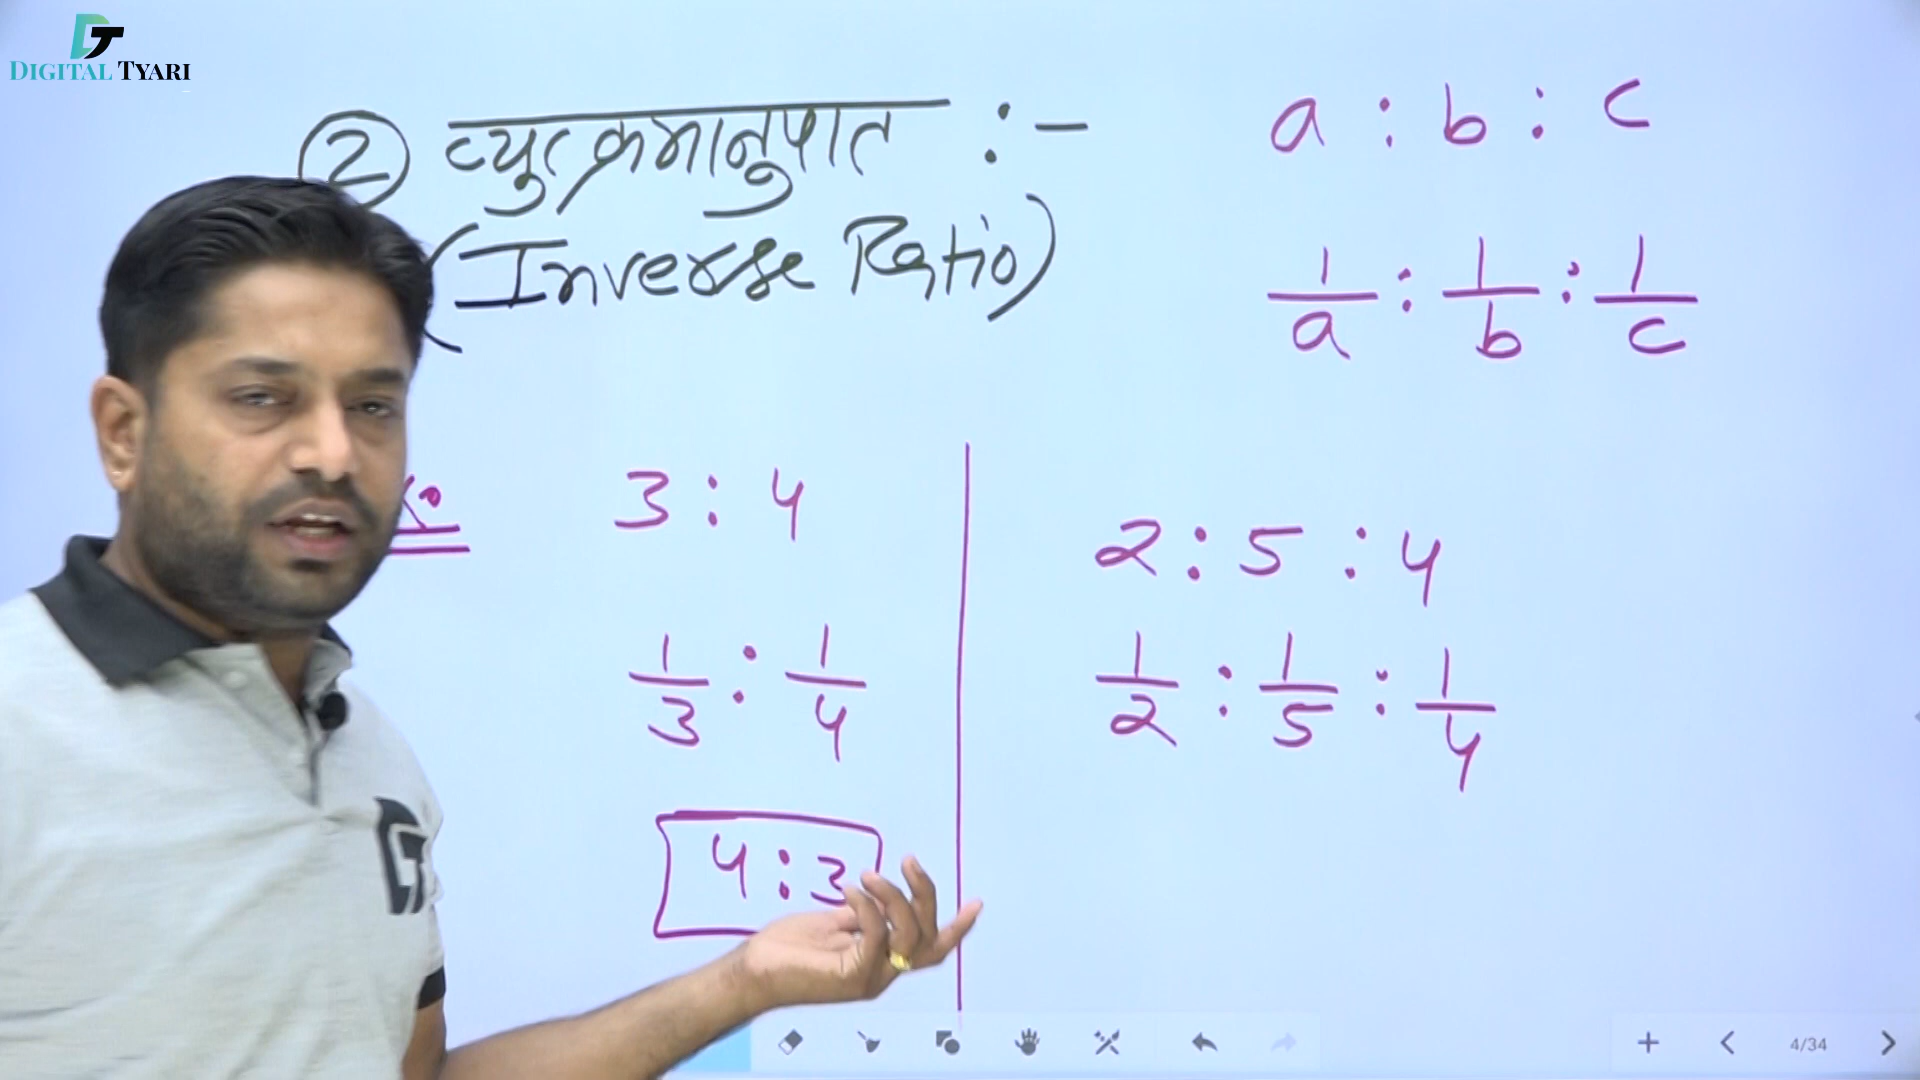 DIGITAL TYARI
② व्युत्क्रमानुपात :-
(Inverse Ratio)
a : b : c
1/a : 1/b : 1/c
3 : 4
1/3 : 1/4
4 : 3
2 : 5 : 4
1/2 : 1/5 : 1/4
DT
4/34